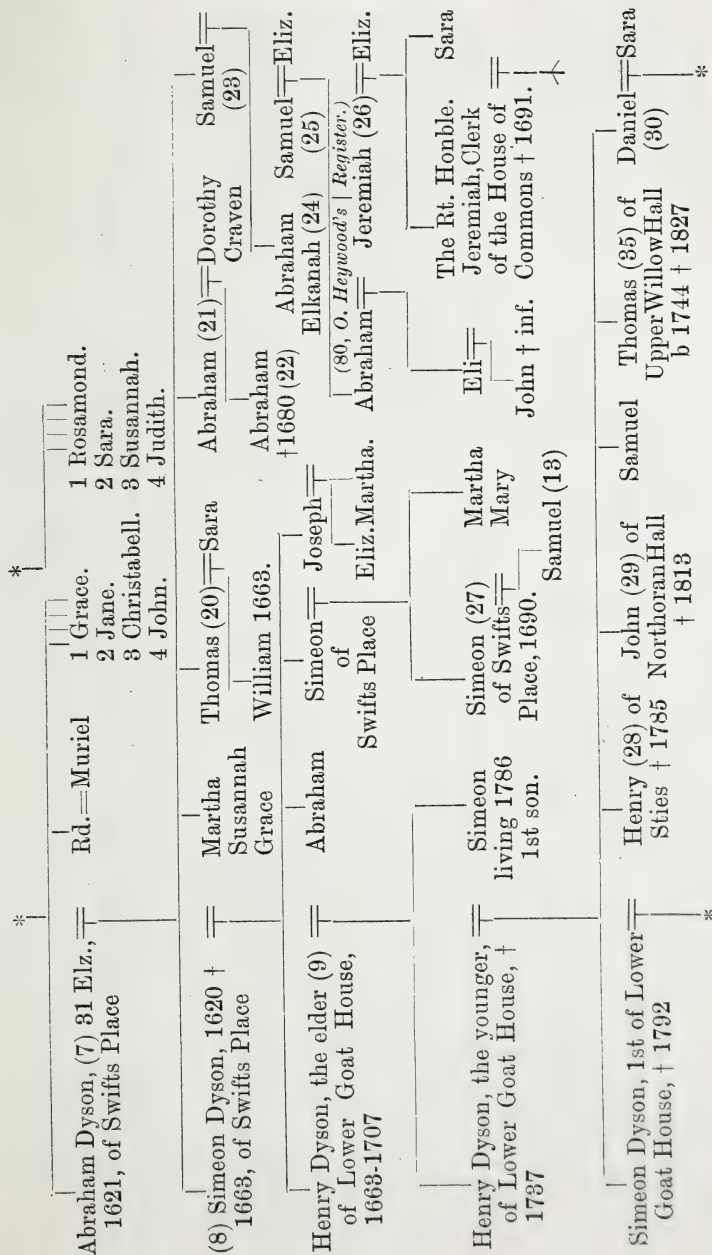 *
*
Abraham Dyson, (7) 31 Elz.,
1621, of Swifts Place
Rd.=Muriel
1 Grace.
2 Jane.
3 Christabell.
4 John.
1 Rosamond.
2 Sara.
3 Susannah.
4 Judith.
(8) Simeon Dyson, 1620 †
1663, of Swifts Place
Martha
Susannah
Grace
Thomas (20)=Sara
William 1663.
Abraham (21)=Dorothy
Craven
Abraham
†1680 (22)
Samuel=
(23)
Abraham
Elkanah (24)
Henry Dyson, the elder (9)
of Lower Goat House,
1663-1707
Abraham
Simeon=
of
Swifts Place
Joseph=
Eliz. Martha.
Samuel=Eliz.
(25)
(80, O. Heywood's | Register.)
Abraham=
Jeremiah (26)=Eliz.
Henry Dyson, the younger,
of Lower Goat House, †
1737
Simeon
living 1786
1st son.
Simeon (27)
of Swifts=
Place, 1690.
Samuel (13)
Martha
Mary
Eli=
John † inf.
The Rt. Honble.
Jeremiah, Clerk
of the House of =
Commons † 1691.
Sara
Simeon Dyson, 1st of Lower
Goat House, † 1792
Henry (28) of
Sties † 1785
John (29) of
Northoran Hall
† 1813
Samuel
Thomas (35) of
Upper Willow Hall
b 1744 † 1827
Daniel=Sara
(30)
*
*